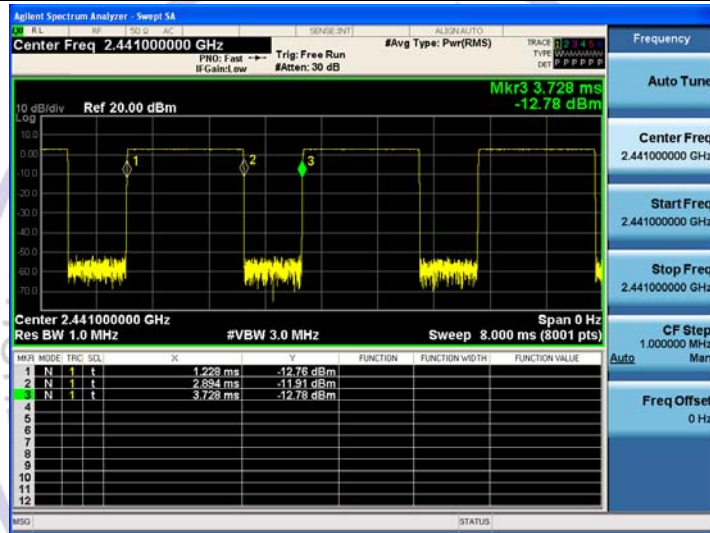 Agilent Spectrum Analyzer - Swept SA
RL RF 50 Ω AC SENSE:INT ALIGN AUTO
Center Freq 2.441000000 GHz
PNO: Fast Trig: Free Run
IFGain:Low #Atten: 30 dB
#Avg Type: Pwr(RMS)
TRACE 1 2 3 4 5 6
TYPE
DET P P P P P P
Mkr3 3.728 ms
-12.78 dBm
10 dB/div Ref 20.00 dBm
Log
10.0
0.00
-10.0
-20.0
-30.0
-40.0
-50.0
-60.0
-70.0
1 2 3
Center 2.441000000 GHz Span 0 Hz
Res BW 1.0 MHz #VBW 3.0 MHz Sweep 8.000 ms (8001 pts)
MKR MODE TRC SCL X Y FUNCTION FUNCTION WIDTH FUNCTION VALUE
1 N 1 t 1.228 ms -12.76 dBm
2 N 1 t 2.894 ms -11.91 dBm
3 N 1 t 3.728 ms -12.78 dBm
4
5
6
7
8
9
10
11
12
MSG STATUS
Frequency
Auto Tune
Center Freq
2.441000000 GHz
Start Freq
2.441000000 GHz
Stop Freq
2.441000000 GHz
CF Step
1.000000 MHz
Auto Man
Freq Offset
0 Hz